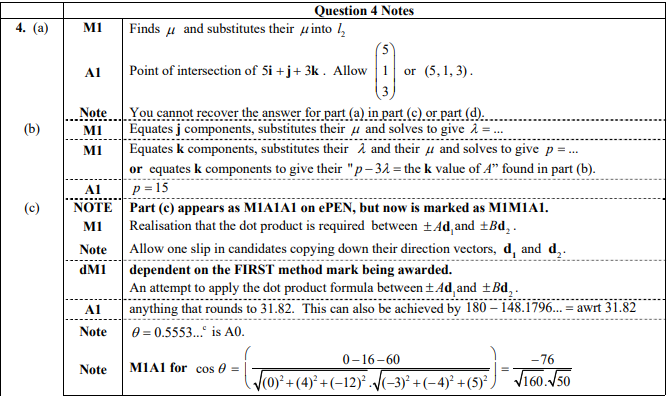 Question 4 Notes
4. (a) M1 Finds μ and substitutes their μ into l₂
A1 Point of intersection of 5i + j + 3k . Allow (5 1 3) or (5, 1, 3).
Note You cannot recover the answer for part (a) in part (c) or part (d).
(b) M1 Equates j components, substitutes their μ and solves to give λ = ...
M1 Equates k components, substitutes their λ and their μ and solves to give p = ...
or equates k components to give their "p − 3λ = the k value of A" found in part (b).
A1 p = 15
(c) NOTE Part (c) appears as M1A1A1 on ePEN, but now is marked as M1M1A1.
M1 Realisation that the dot product is required between ±Ad₁ and ±Bd₂.
Note Allow one slip in candidates copying down their direction vectors, d₁ and d₂.
dM1 dependent on the FIRST method mark being awarded.
An attempt to apply the dot product formula between ±Ad₁ and ±Bd₂.
A1 anything that rounds to 31.82. This can also be achieved by 180 − 148.1796... = awrt 31.82
Note θ = 0.5553...ᶜ is A0.
Note M1A1 for cos θ = ( (0 − 16 − 60) / (√((0)² + (4)² + (−12)²) . √((−3)² + (−4)² + (5)²)) ) = −76 / (√160 . √50)